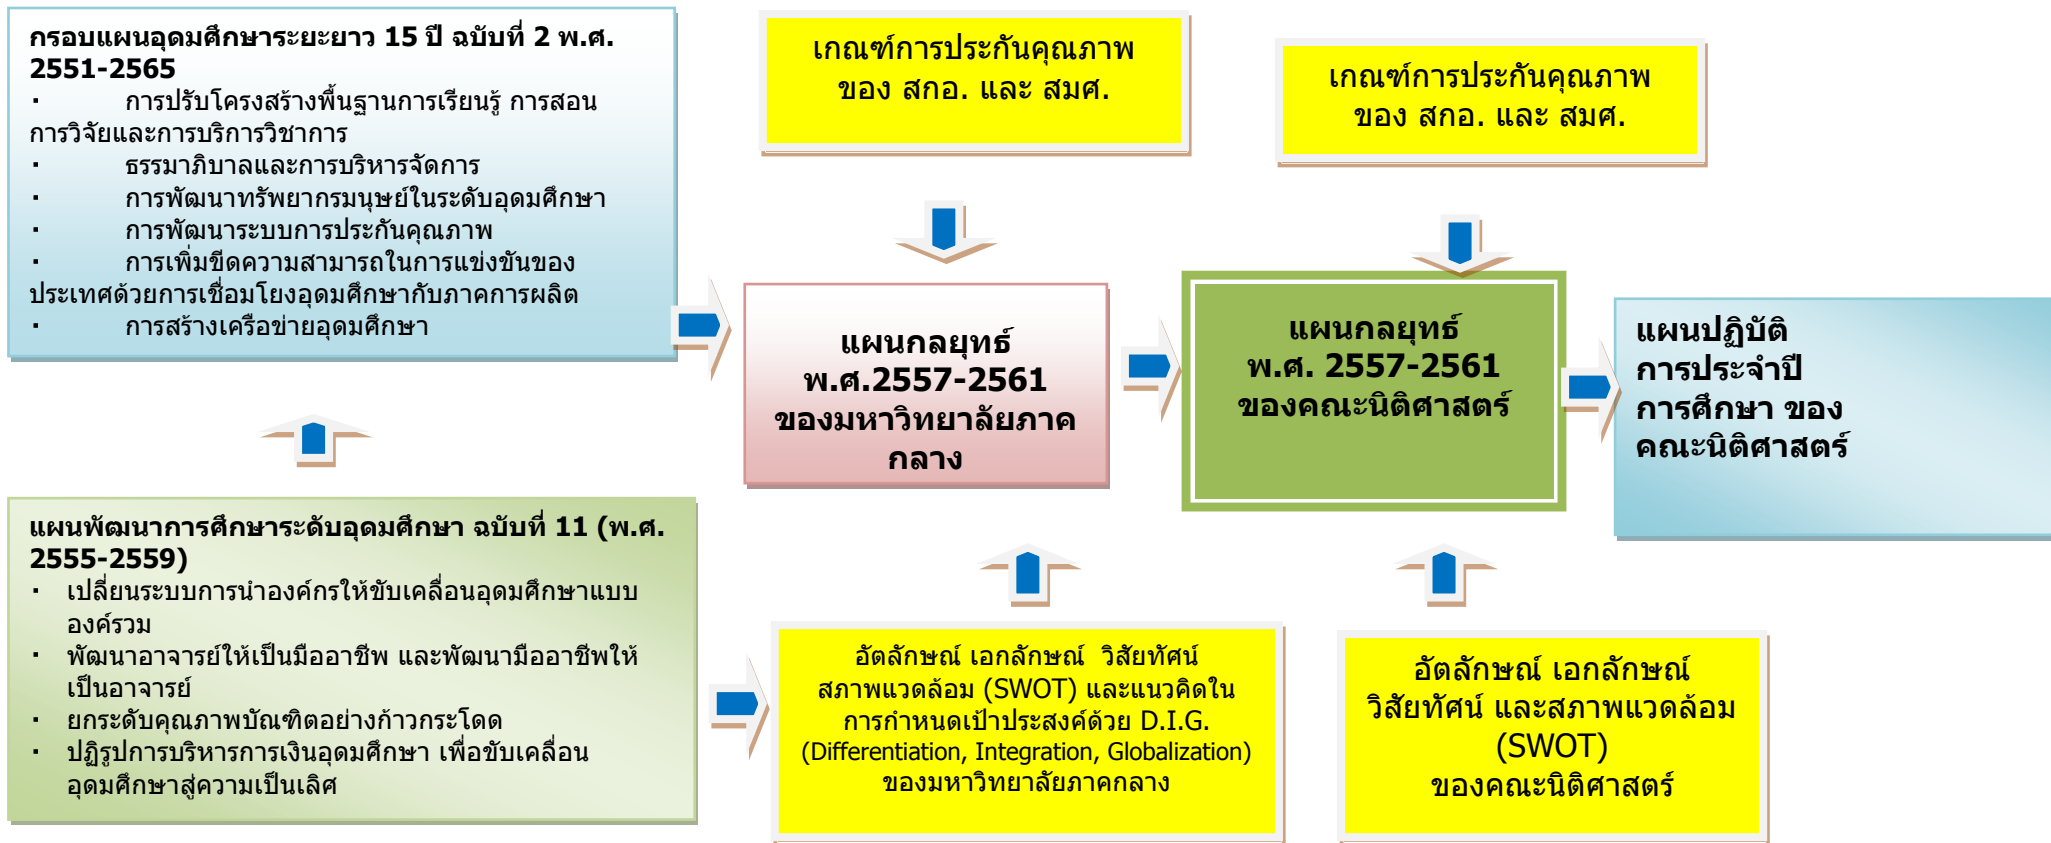 กรอบแผนอุดมศึกษาระยะยาว 15 ปี ฉบับที่ 2 พ.ศ.
2551-2565
· การปรับโครงสร้างพื้นฐานการเรียนรู้ การสอน
การวิจัยและการบริการวิชาการ
· ธรรมาภิบาลและการบริหารจัดการ
· การพัฒนาทรัพยากรมนุษย์ในระดับอุดมศึกษา
· การพัฒนาระบบการประกันคุณภาพ
· การเพิ่มขีดความสามารถในการแข่งขันของ
ประเทศด้วยการเชื่อมโยงอุดมศึกษากับภาคการผลิต
· การสร้างเครือข่ายอุดมศึกษา
เกณฑ์การประกันคุณภาพ
ของ สกอ. และ สมศ.
เกณฑ์การประกันคุณภาพ
ของ สกอ. และ สมศ.
แผนกลยุทธ์
พ.ศ.2557-2561
ของมหาวิทยาลัยภาค
กลาง
แผนกลยุทธ์
พ.ศ. 2557-2561
ของคณะนิติศาสตร์
แผนปฏิบัติ
การประจำปี
การศึกษา ของ
คณะนิติศาสตร์
แผนพัฒนาการศึกษาระดับอุดมศึกษา ฉบับที่ 11 (พ.ศ.
2555-2559)
· เปลี่ยนระบบการนำองค์กรให้ขับเคลื่อนอุดมศึกษาแบบ
องค์รวม
· พัฒนาอาจารย์ให้เป็นมืออาชีพ และพัฒนามืออาชีพให้
เป็นอาจารย์
· ยกระดับคุณภาพบัณฑิตอย่างก้าวกระโดด
· ปฏิรูปการบริหารการเงินอุดมศึกษา เพื่อขับเคลื่อน
อุดมศึกษาสู่ความเป็นเลิศ
อัตลักษณ์ เอกลักษณ์ วิสัยทัศน์
สภาพแวดล้อม (SWOT) และแนวคิดใน
การกำหนดเป้าประสงค์ด้วย D.I.G.
(Differentiation, Integration, Globalization)
ของมหาวิทยาลัยภาคกลาง
อัตลักษณ์ เอกลักษณ์
วิสัยทัศน์ และสภาพแวดล้อม
(SWOT)
ของคณะนิติศาสตร์